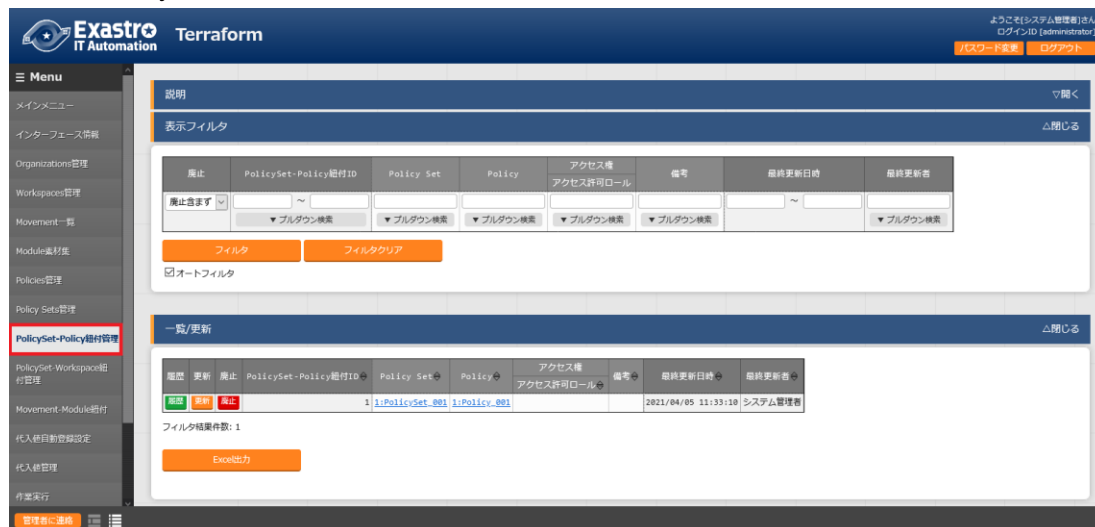 Exastro
IT Automation
Terraform
ようこそ[システム管理者]さん
ログインID [administrator]
パスワード変更 ログアウト
☰ Menu
メインメニュー
インターフェース情報
Organizations管理
Workspaces管理
Movement一覧
Module素材集
Policies管理
Policy Sets管理
PolicySet-Policy紐付管理
PolicySet-Workspace紐
付管理
Movement-Module紐付
代入値自動登録設定
代入値管理
作業実行
管理者に連絡
説明 ▽開く
表示フィルタ △閉じる
廃止 PolicySet-Policy紐付ID Policy Set Policy アクセス権 備考 最終更新日時 最終更新者
アクセス許可ロール
廃止含まず ~ ~
▼プルダウン検索 ▼プルダウン検索 ▼プルダウン検索 ▼プルダウン検索 ▼プルダウン検索 ▼プルダウン検索
フィルタ フィルタクリア
オートフィルタ
一覧/更新 △閉じる
履歴 更新 廃止 PolicySet-Policy紐付ID Policy Set Policy アクセス権 備考 最終更新日時 最終更新者
アクセス許可ロール
履歴 更新 廃止 1 1:PolicySet_001 1:Policy_001 2021/04/05 11:33:10 システム管理者
フィルタ結果件数: 1
Excel出力